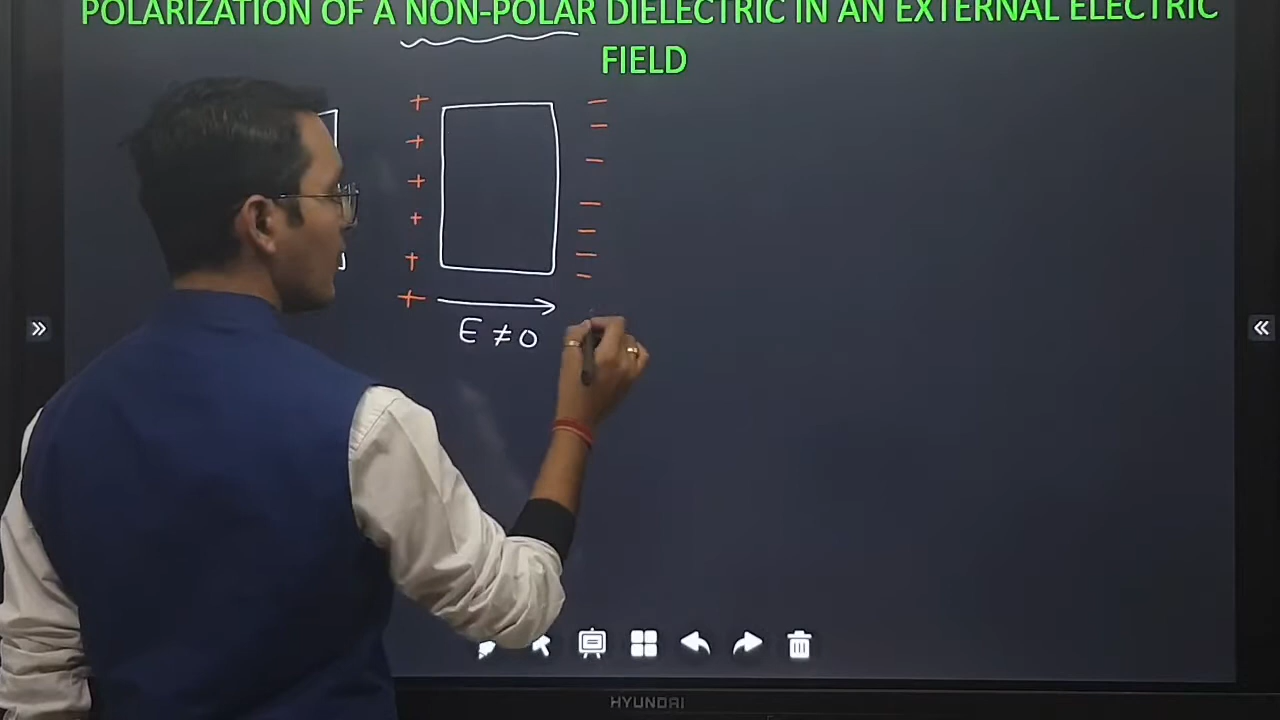 POLARIZATION OF A NON-POLAR DIELECTRIC IN AN EXTERNAL ELECTRIC
FIELD
+ −
+ −
+ −
+ −
+ −
+ −
−
E ≠ 0
HYUNDAI